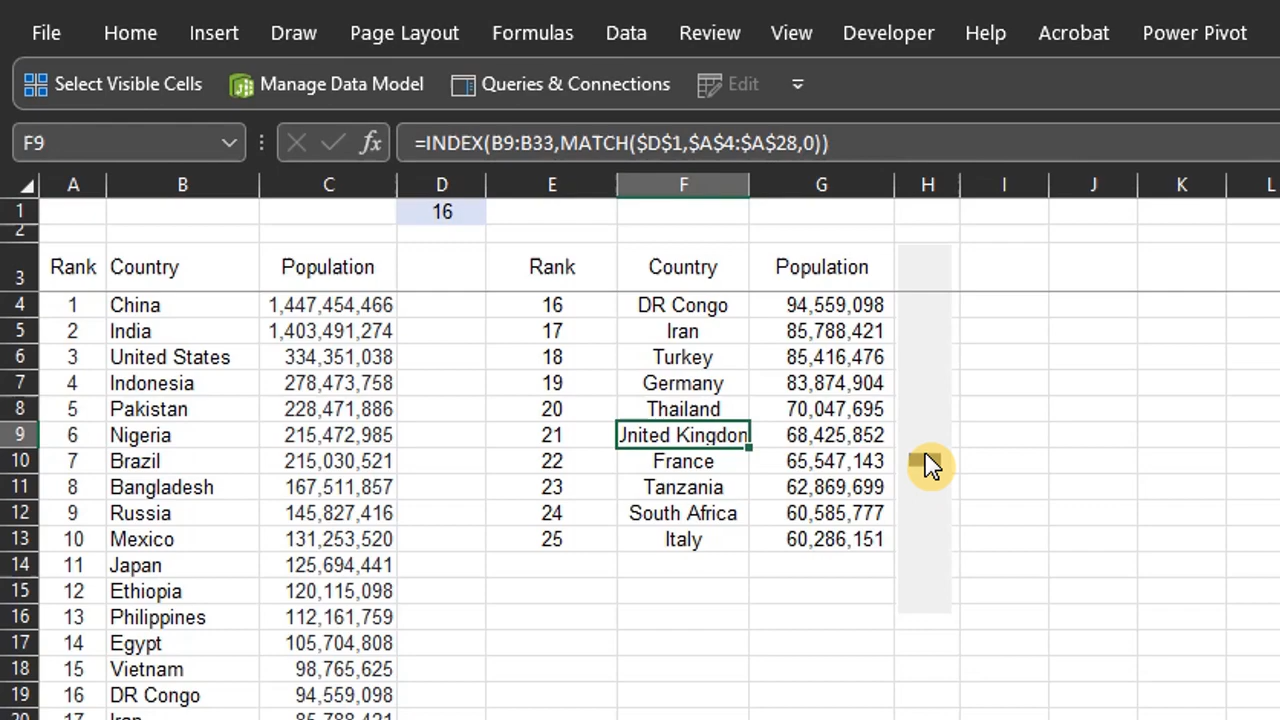 File Home Insert Draw Page Layout Formulas Data Review View Developer Help Acrobat Power Pivot
Select Visible Cells Manage Data Model Queries & Connections Edit
F9 fx =INDEX(B9:B33,MATCH($D$1,$A$4:$A$28,0))
A B C D E F G H I J K L
1 16
2
3 Rank Country Population Rank Country Population
4 1 China 1,447,454,466 16 DR Congo 94,559,098
5 2 India 1,403,491,274 17 Iran 85,788,421
6 3 United States 334,351,038 18 Turkey 85,416,476
7 4 Indonesia 278,473,758 19 Germany 83,874,904
8 5 Pakistan 228,471,886 20 Thailand 70,047,695
9 6 Nigeria 215,472,985 21 United Kingdom 68,425,852
10 7 Brazil 215,030,521 22 France 65,547,143
11 8 Bangladesh 167,511,857 23 Tanzania 62,869,699
12 9 Russia 145,827,416 24 South Africa 60,585,777
13 10 Mexico 131,253,520 25 Italy 60,286,151
14 11 Japan 125,694,441
15 12 Ethiopia 120,115,098
16 13 Philippines 112,161,759
17 14 Egypt 105,704,808
18 15 Vietnam 98,765,625
19 16 DR Congo 94,559,098
20 17 Iran 85,788,421